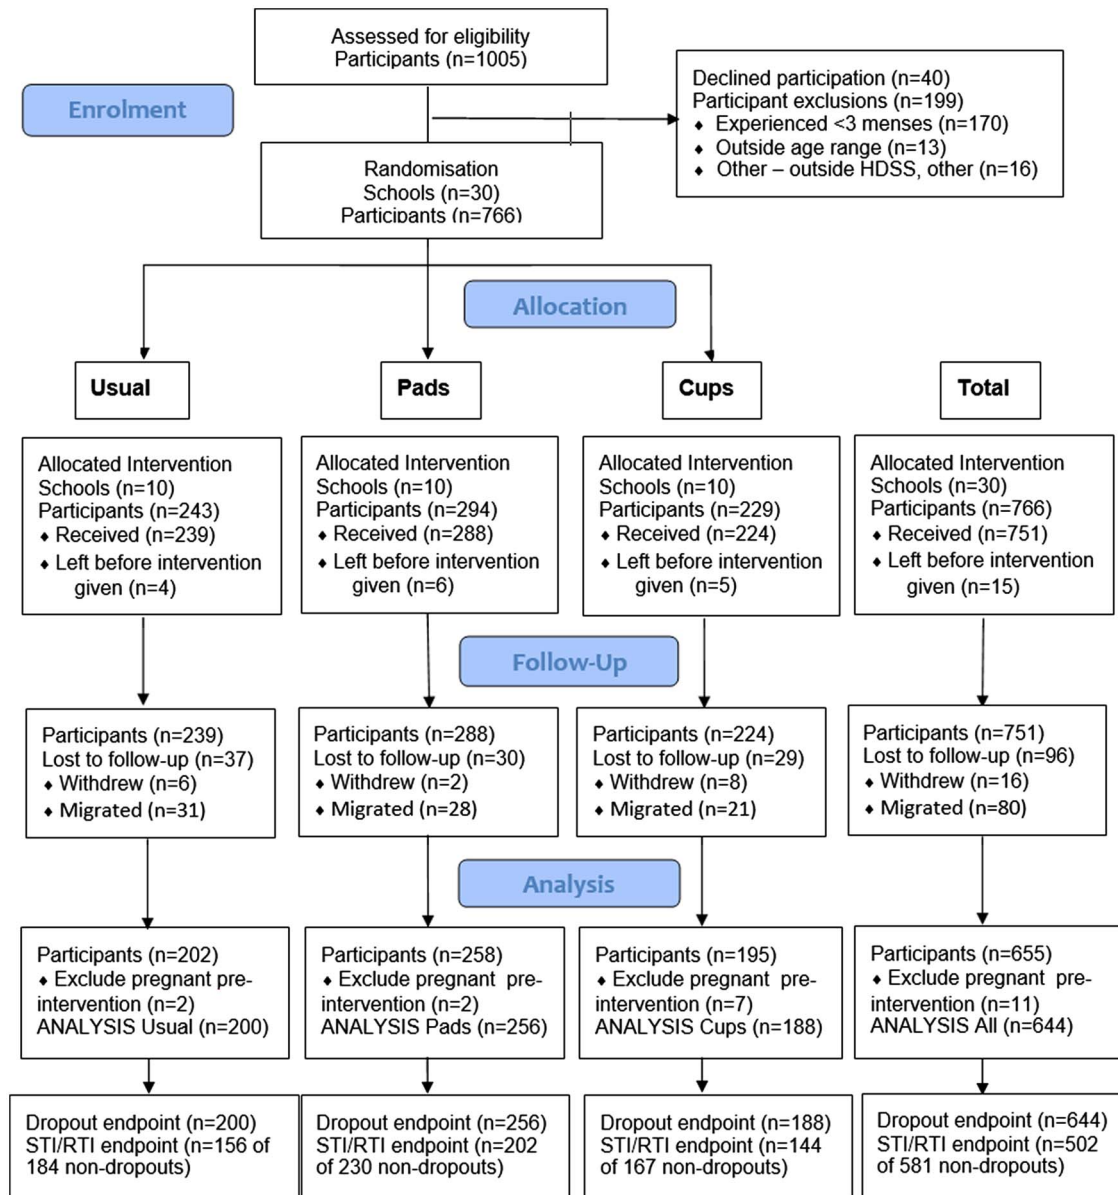 Assessed for eligibility
Participants (n=1005)
Enrolment
Declined participation (n=40)
Participant exclusions (n=199)
♦ Experienced <3 menses (n=170)
♦ Outside age range (n=13)
♦ Other – outside HDSS, other (n=16)
Randomisation
Schools (n=30)
Participants (n=766)
Allocation
Usual
Pads
Cups
Total
Allocated Intervention
Schools (n=10)
Participants (n=243)
♦ Received (n=239)
♦ Left before intervention
given (n=4)
Allocated Intervention
Schools (n=10)
Participants (n=294)
♦ Received (n=288)
♦ Left before intervention
given (n=6)
Allocated Intervention
Schools (n=10)
Participants (n=229)
♦ Received (n=224)
♦ Left before intervention
given (n=5)
Allocated Intervention
Schools (n=30)
Participants (n=766)
♦ Received (n=751)
♦ Left before intervention
given (n=15)
Follow-Up
Participants (n=239)
Lost to follow-up (n=37)
♦ Withdrew (n=6)
♦ Migrated (n=31)
Participants (n=288)
Lost to follow-up (n=30)
♦ Withdrew (n=2)
♦ Migrated (n=28)
Participants (n=224)
Lost to follow-up (n=29)
♦ Withdrew (n=8)
♦ Migrated (n=21)
Participants (n=751)
Lost to follow-up (n=96)
♦ Withdrew (n=16)
♦ Migrated (n=80)
Analysis
Participants (n=202)
♦ Exclude pregnant pre-
intervention (n=2)
ANALYSIS Usual (n=200)
Participants (n=258)
♦ Exclude pregnant pre-
intervention (n=2)
ANALYSIS Pads (n=256)
Participants (n=195)
♦ Exclude pregnant pre-
intervention (n=7)
ANALYSIS Cups (n=188)
Participants (n=655)
♦ Exclude pregnant pre-
intervention (n=11)
ANALYSIS All (n=644)
Dropout endpoint (n=200)
STI/RTI endpoint (n=156 of
184 non-dropouts)
Dropout endpoint (n=256)
STI/RTI endpoint (n=202
of 230 non-dropouts)
Dropout endpoint (n=188)
STI/RTI endpoint (n=144
of 167 non-dropouts)
Dropout endpoint (n=644)
STI/RTI endpoint (n=502
of 581 non-dropouts)